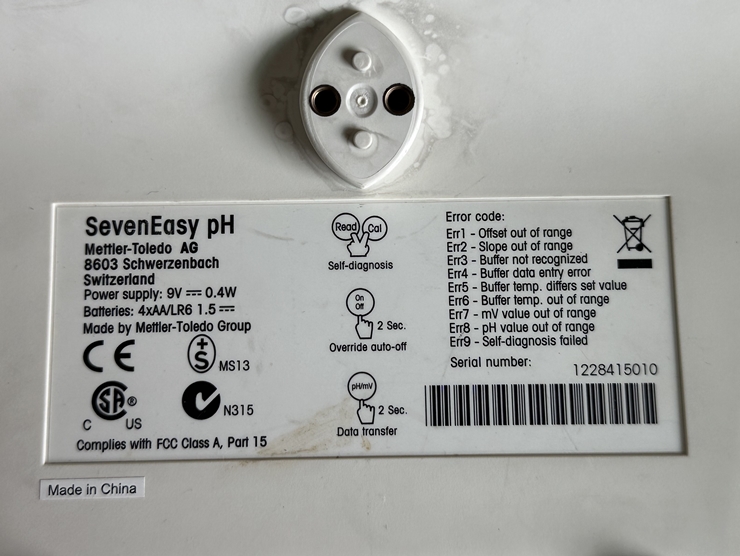 SevenEasy pH
Mettler-Toledo AG
8603 Schwerzenbach
Switzerland
Power supply: 9V ⎓ 0.4W
Batteries: 4xAA/LR6 1.5 ⎓
Made by Mettler-Toledo Group
CE
+S MS13
SA® N315
C US
Complies with FCC Class A, Part 15
Read Cal
Self-diagnosis
On
Off
2 Sec.
Override auto-off
pH/mV
2 Sec.
Data transfer
Error code:
Err1 - Offset out of range
Err2 - Slope out of range
Err3 - Buffer not recognized
Err4 - Buffer data entry error
Err5 - Buffer temp. differs set value
Err6 - Buffer temp. out of range
Err7 - mV value out of range
Err8 - pH value out of range
Err9 - Self-diagnosis failed
Serial number:
1228415010
Made in China